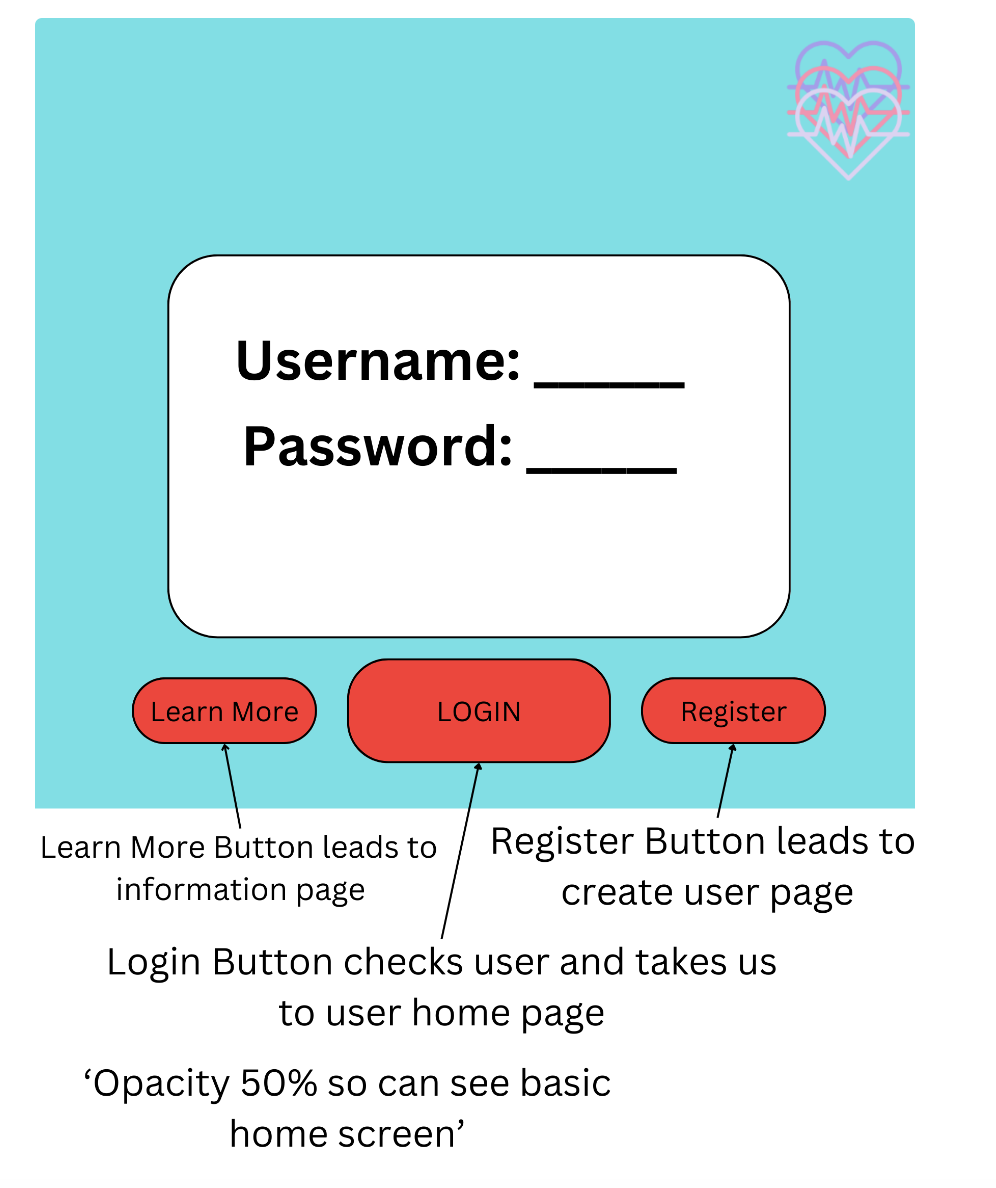 Username: ______
Password: ______
Learn More
LOGIN
Register
Learn More Button leads to
information page
Register Button leads to
create user page
Login Button checks user and takes us
to user home page
‘Opacity 50% so can see basic
home screen’